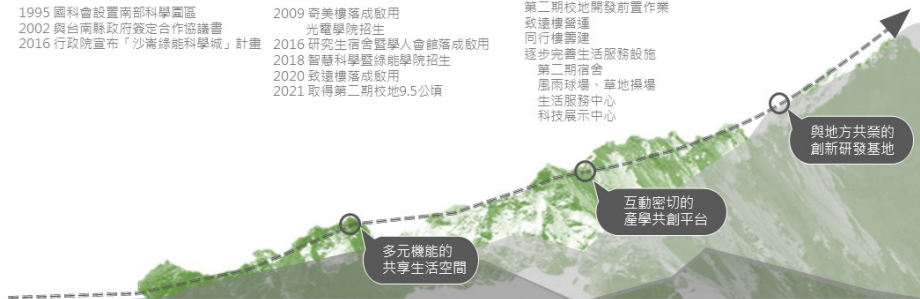 1995 國科會設置南部科學園區
2002 與台南縣政府簽定合作協議書
2016 行政院宣布「沙崙綠能科學城」計畫
2009 奇美樓落成啟用
光電學院招生
2016 研究生宿舍暨學人會館落成啟用
2018 智慧科學暨綠能學院招生
2020 致遠樓落成啟用
2021 取得第二期校地9.5公頃
第二期校地開發前置作業
致遠樓營運
同行樓籌建
逐步完善生活服務設施
第二期宿舍
風雨球場、草地操場
生活服務中心
科技展示中心
與地方共榮的
創新研發基地
互動密切的
產學共創平台
多元機能的
共享生活空間